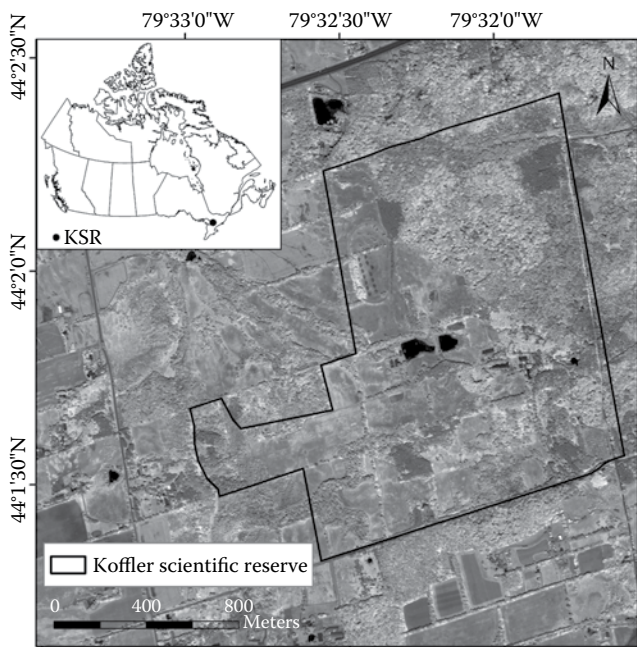 79°33'0"W 79°32'30"W 79°32'0"W
44°2'30"N
N
KSR
44°2'0"N
44°1'30"N
Koffler scientific reserve
0 400 800
Meters